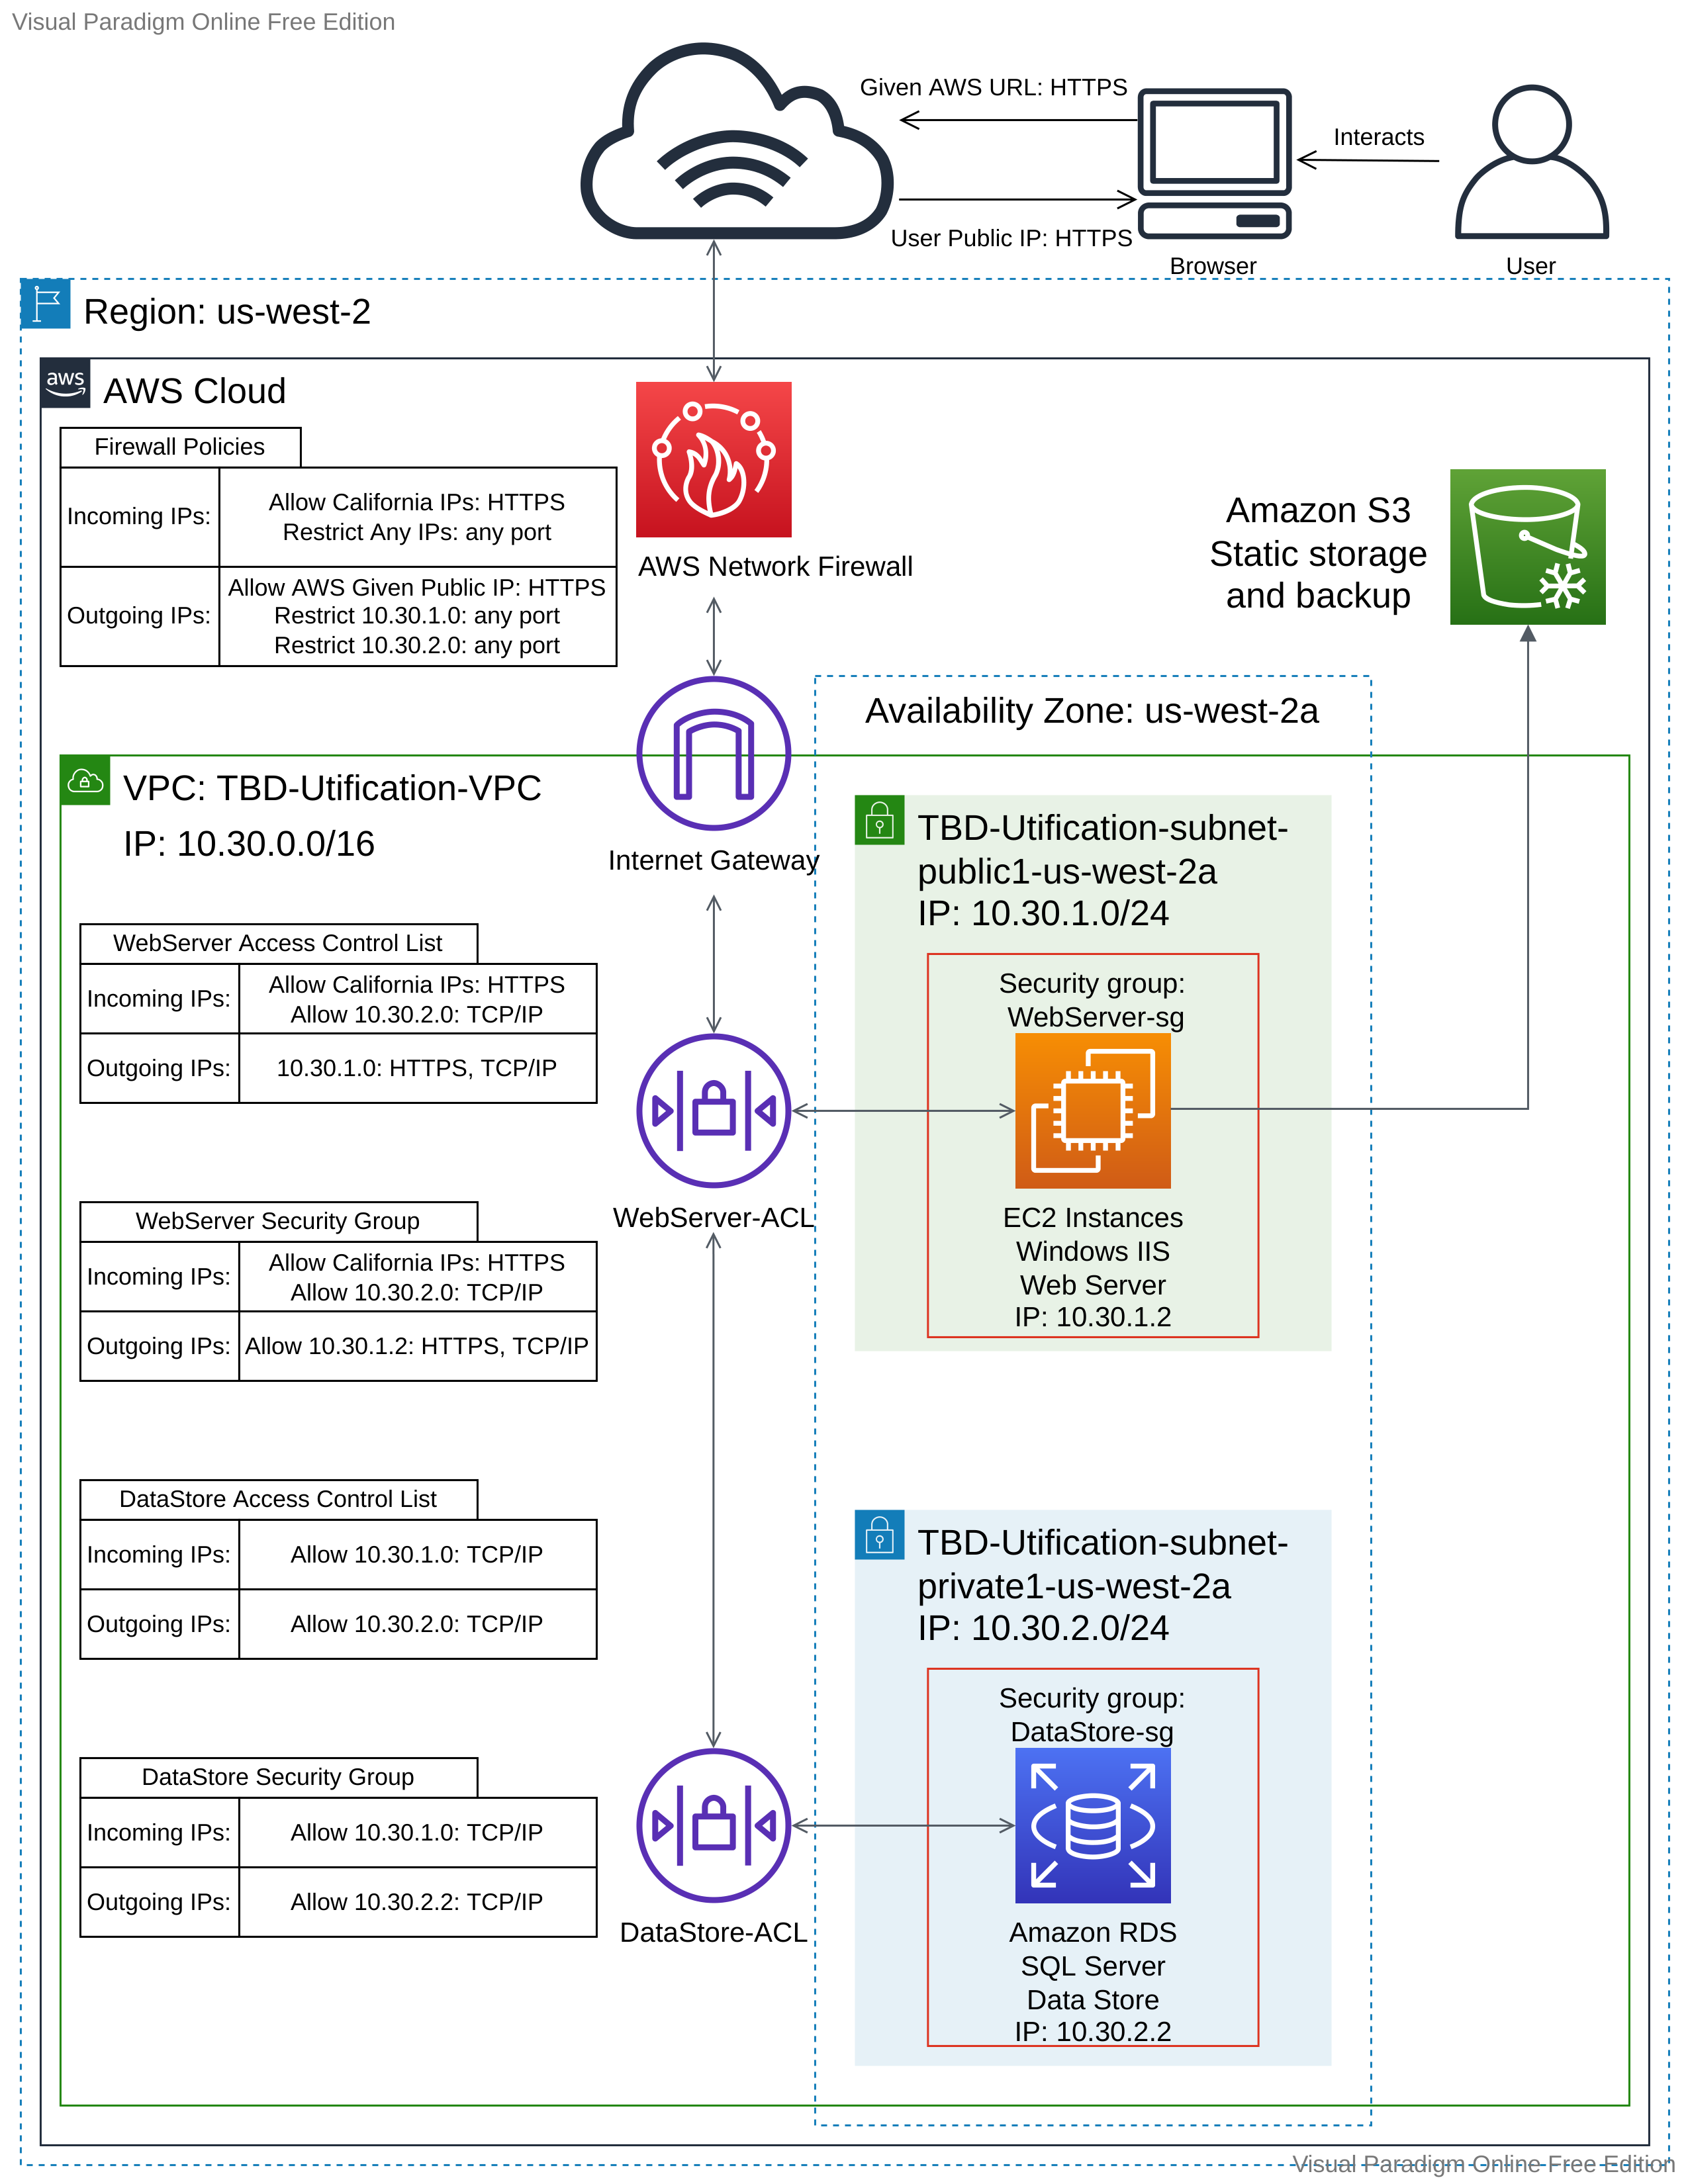 Visual Paradigm Online Free Edition
Given AWS URL: HTTPS
Interacts
User Public IP: HTTPS
Browser
User
Region: us-west-2
aws
AWS Cloud
Firewall Policies
Incoming IPs:
Allow California IPs: HTTPS
Restrict Any IPs: any port
Outgoing IPs:
Allow AWS Given Public IP: HTTPS
Restrict 10.30.1.0: any port
Restrict 10.30.2.0: any port
AWS Network Firewall
Amazon S3
Static storage
and backup
Availability Zone: us-west-2a
VPC: TBD-Utification-VPC
IP: 10.30.0.0/16
Internet Gateway
TBD-Utification-subnet-
public1-us-west-2a
IP: 10.30.1.0/24
WebServer Access Control List
Incoming IPs:
Allow California IPs: HTTPS
Allow 10.30.2.0: TCP/IP
Outgoing IPs:
10.30.1.0: HTTPS, TCP/IP
Security group:
WebServer-sg
WebServer-ACL
EC2 Instances
Windows IIS
Web Server
IP: 10.30.1.2
WebServer Security Group
Incoming IPs:
Allow California IPs: HTTPS
Allow 10.30.2.0: TCP/IP
Outgoing IPs:
Allow 10.30.1.2: HTTPS, TCP/IP
DataStore Access Control List
Incoming IPs:
Allow 10.30.1.0: TCP/IP
Outgoing IPs:
Allow 10.30.2.0: TCP/IP
TBD-Utification-subnet-
private1-us-west-2a
IP: 10.30.2.0/24
Security group:
DataStore-sg
DataStore Security Group
Incoming IPs:
Allow 10.30.1.0: TCP/IP
Outgoing IPs:
Allow 10.30.2.2: TCP/IP
DataStore-ACL
Amazon RDS
SQL Server
Data Store
IP: 10.30.2.2
Visual Paradigm Online Free Edition